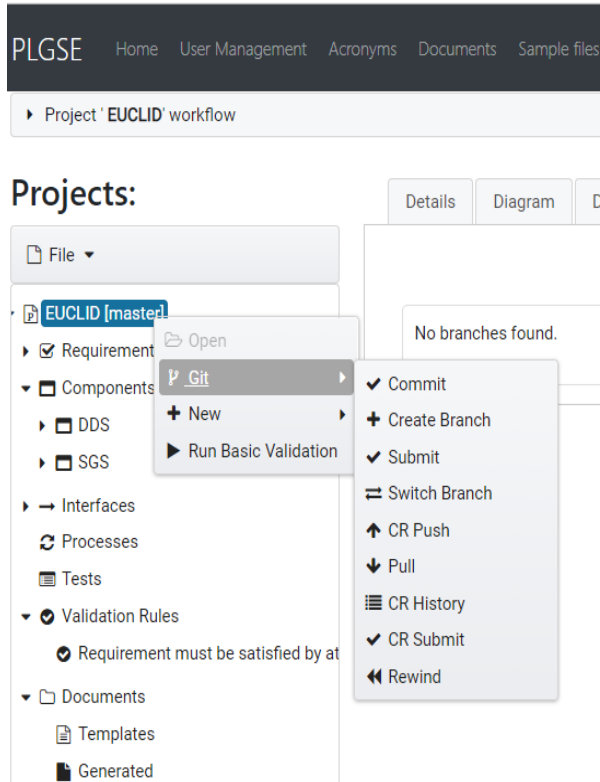 PLGSE Home User Management Acronyms Documents Sample files
Project ' EUCLID' workflow
Projects:
Details Diagram D
File
EUCLID [master]
Requirement
Components
DDS
SGS
Interfaces
Processes
Tests
Validation Rules
Requirement must be satisfied by at
Documents
Templates
Generated
Open
Git
New
Run Basic Validation
No branches found.
Commit
Create Branch
Submit
Switch Branch
CR Push
Pull
CR History
CR Submit
Rewind